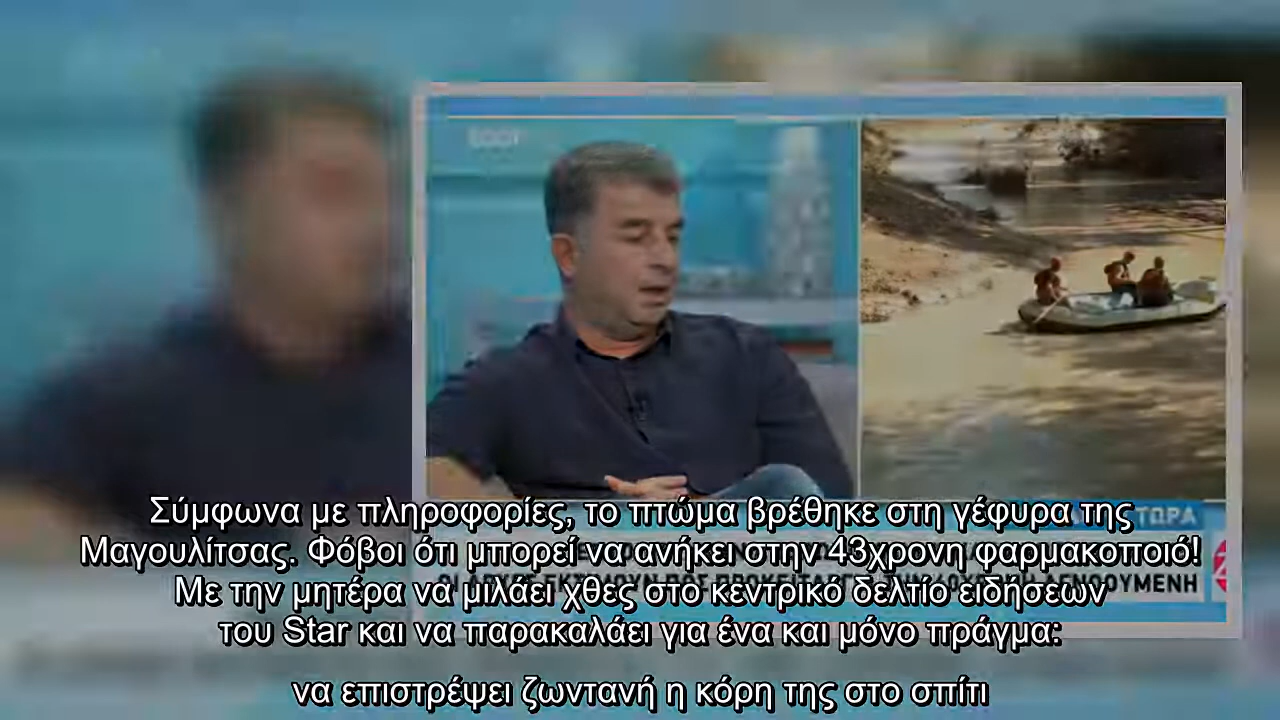 Σύμφωνα με πληροφορίες, το πτώμα βρέθηκε στη γέφυρα της
Μαγουλίτσας. Φόβοι ότι μπορεί να ανήκει στην 43χρονη φαρμακοποιό!
Με την μητέρα να μιλάει χθες στο κεντρικό δελτίο ειδήσεων
του Star και να παρακαλάει για ένα και μόνο πράγμα:
να επιστρέψει ζωντανή η κόρη της στο σπίτι
ΤΩΡΑ